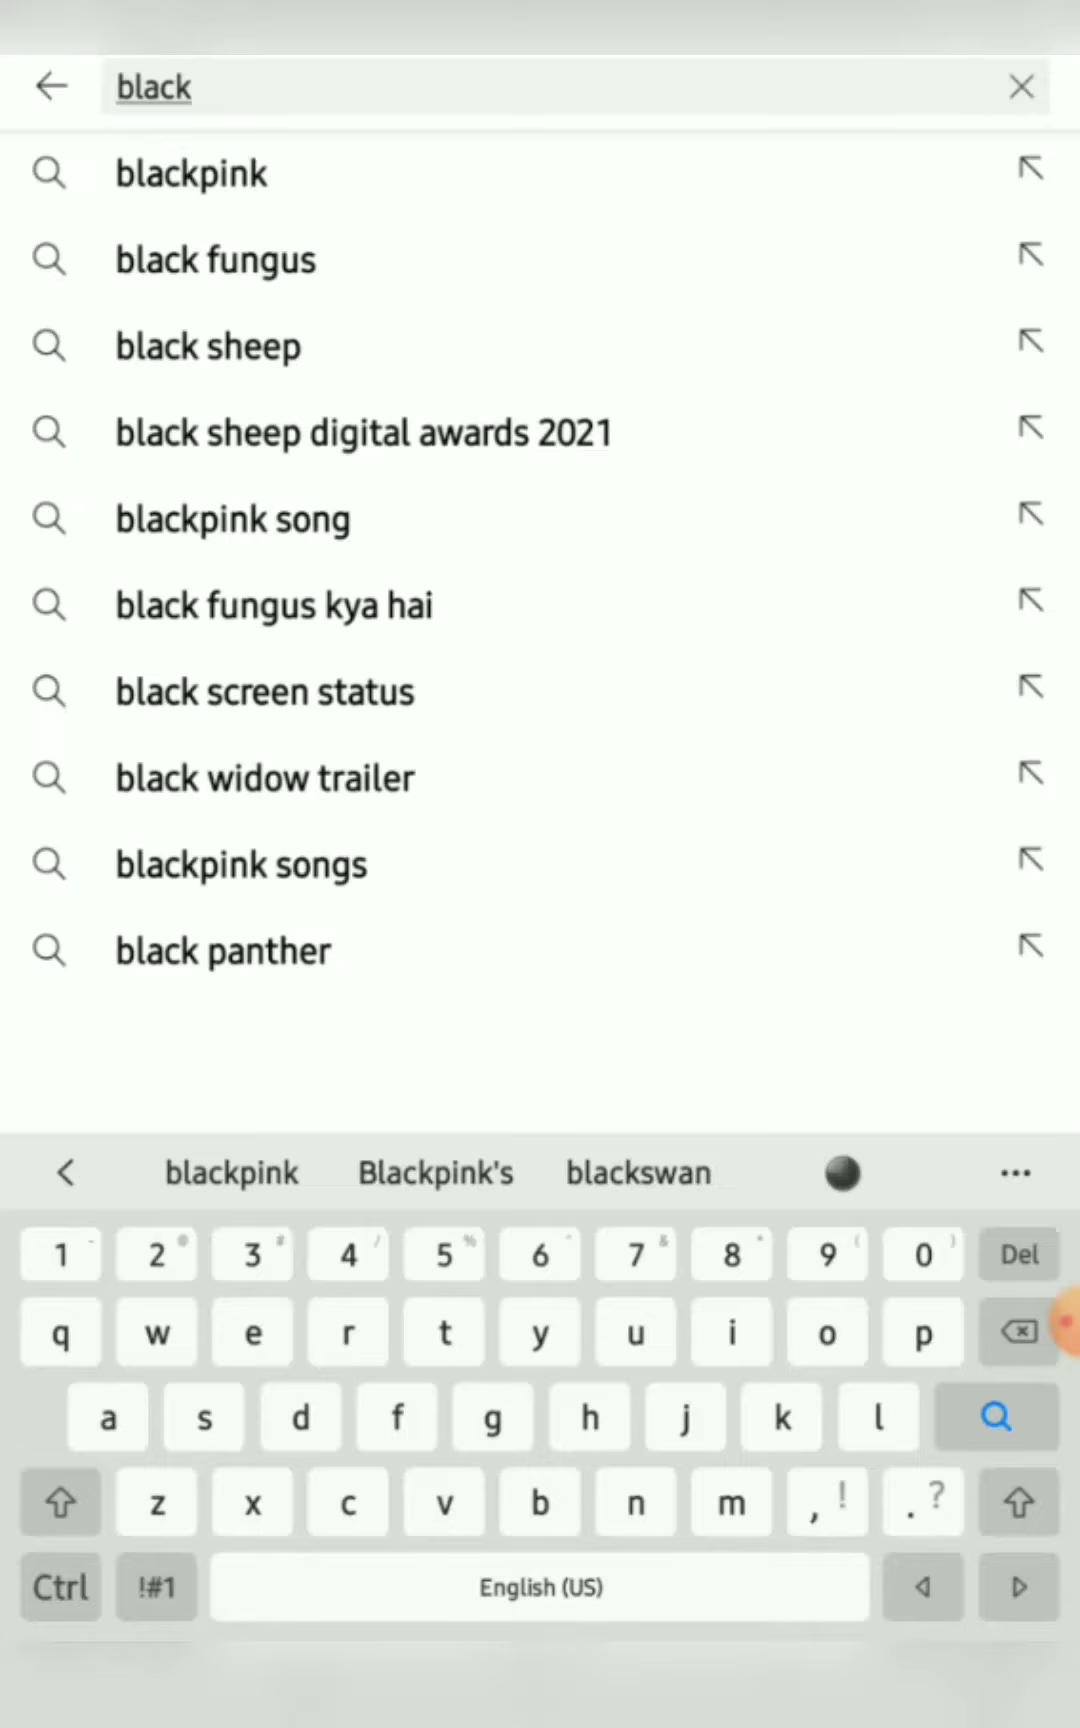 black
blackpink
black fungus
black sheep
black sheep digital awards 2021
blackpink song
black fungus kya hai
black screen status
black widow trailer
blackpink songs
black panther
blackpink Blackpink's blackswan ...
1 - 2 @ 3 # 4 / 5 % 6 ^ 7 & 8 * 9 ( 0 ) Del
q w e r t y u i o p
a s d f g h j k l
z x c v b n m , ! . ?
Ctrl !#1 English (US)